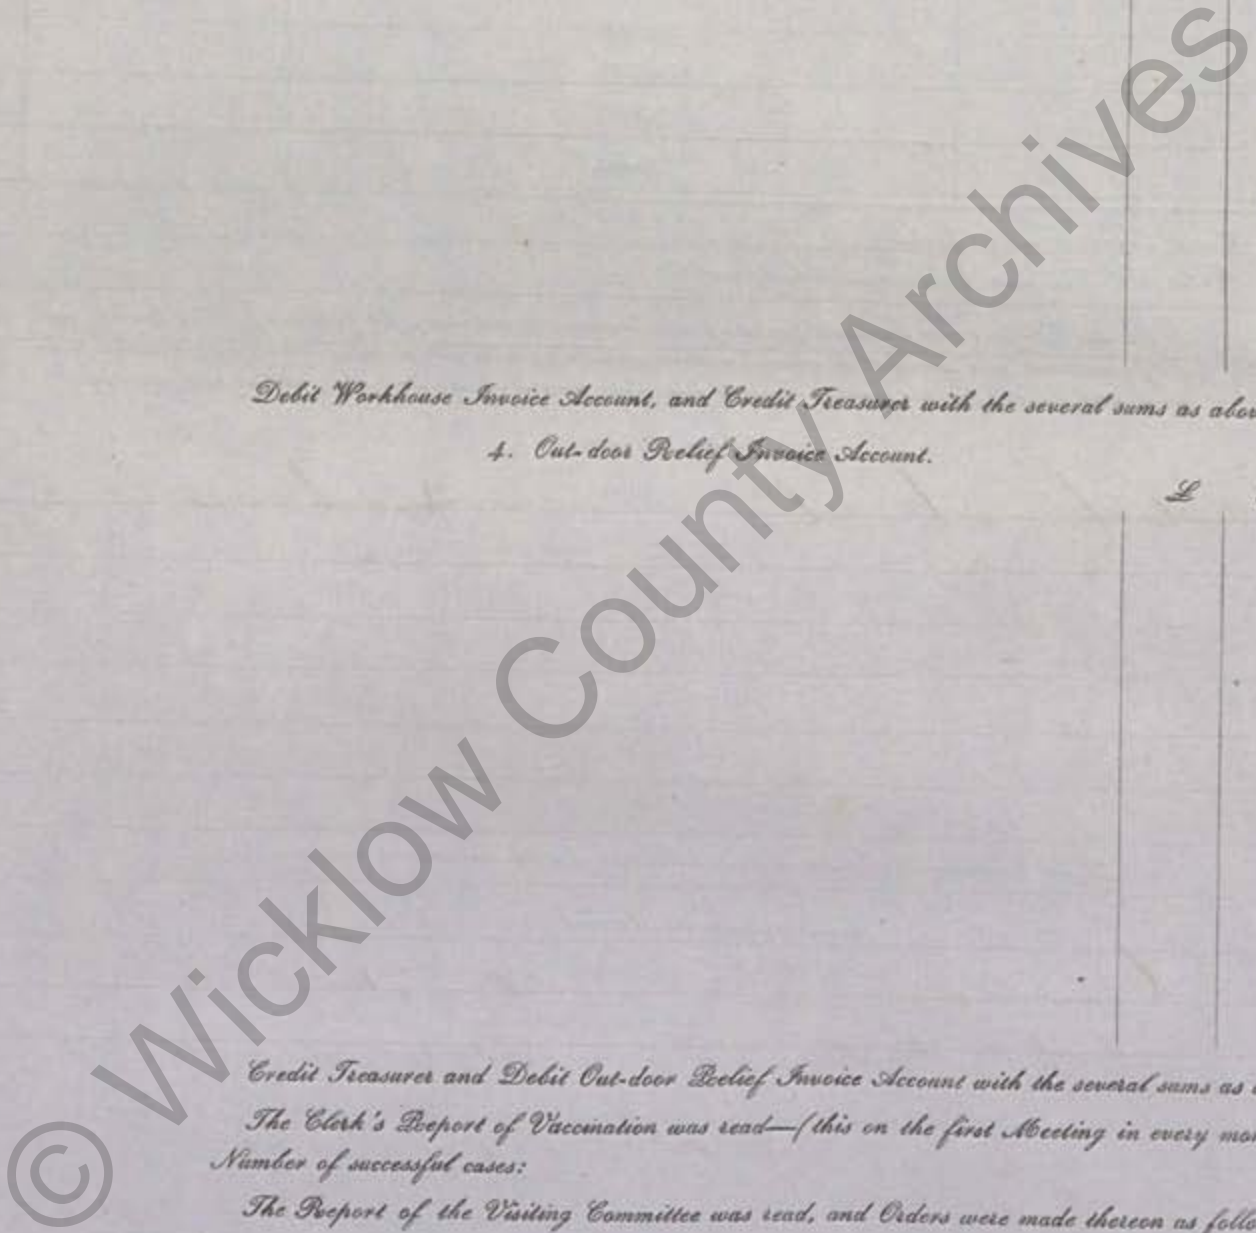 Debit Workhouse Invoice Account, and Credit Treasurer with the several sums as
4. Out-door Relief Invoice Account.
£
Credit Treasurer and Debit Out-door Relief Invoice Account with the several sums as
The Clerk's Report of Vaccination was read—(this on the first Meeting in every
Number of successful cases:
The Report of the Visiting Committee was read, and Orders were made thereon as
© Wicklow County Archives